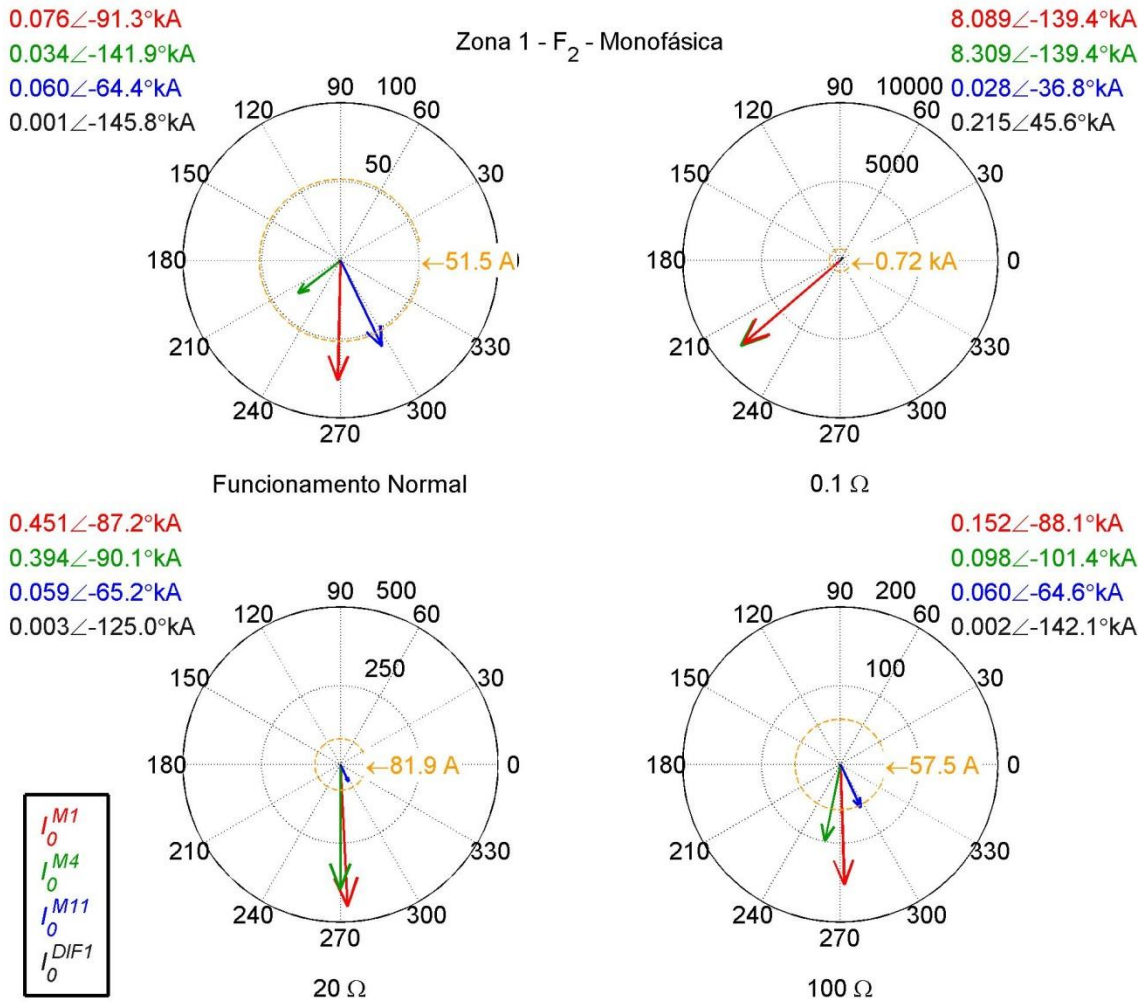 Zona 1 - F2 - Monofásica
0.076∠-91.3°kA
0.034∠-141.9°kA
0.060∠-64.4°kA
0.001∠-145.8°kA
90
100
120
60
150
50
30
180
←51.5 A
210
330
240
300
270
Funcionamento Normal
8.089∠-139.4°kA
8.309∠-139.4°kA
0.028∠-36.8°kA
0.215∠45.6°kA
90
10000
120
60
150
5000
30
180
←0.72 kA
0
210
330
240
300
270
0.1 Ω
0.451∠-87.2°kA
0.394∠-90.1°kA
0.059∠-65.2°kA
0.003∠-125.0°kA
90
500
120
60
150
250
30
180
←81.9 A
0
210
330
240
300
270
20 Ω
0.152∠-88.1°kA
0.098∠-101.4°kA
0.060∠-64.6°kA
0.002∠-142.1°kA
90
200
120
60
150
100
30
180
←57.5 A
0
210
330
240
300
270
100 Ω
I0^M1
I0^M4
I0^M11
I0^DIF1